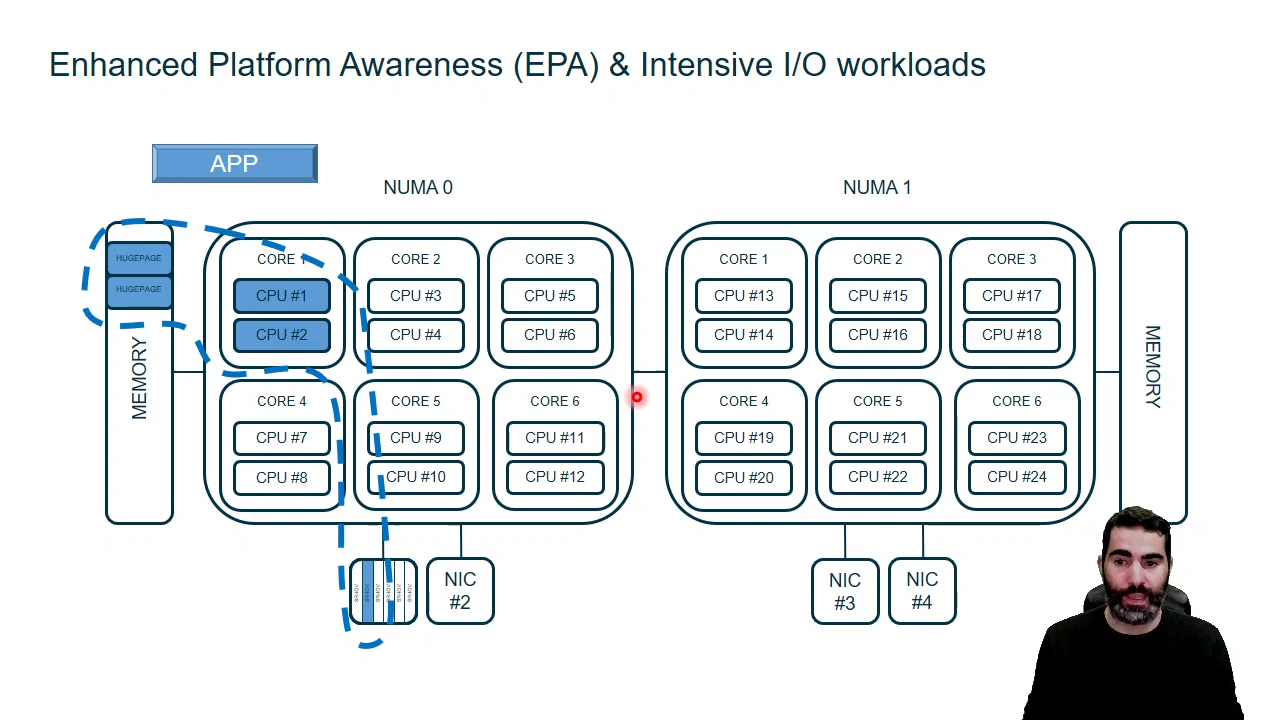 Enhanced Platform Awareness (EPA) & Intensive I/O workloads
APP
NUMA 0
NUMA 1
HUGEPAGE
HUGEPAGE
MEMORY
CORE 1
CPU #1
CPU #2
CORE 2
CPU #3
CPU #4
CORE 3
CPU #5
CPU #6
CORE 4
CPU #7
CPU #8
CORE 5
CPU #9
CPU #10
CORE 6
CPU #11
CPU #12
CORE 1
CPU #13
CPU #14
CORE 2
CPU #15
CPU #16
CORE 3
CPU #17
CPU #18
CORE 4
CPU #19
CPU #20
CORE 5
CPU #21
CPU #22
CORE 6
CPU #23
CPU #24
MEMORY
NIC
#2
NIC
#3
NIC
#4